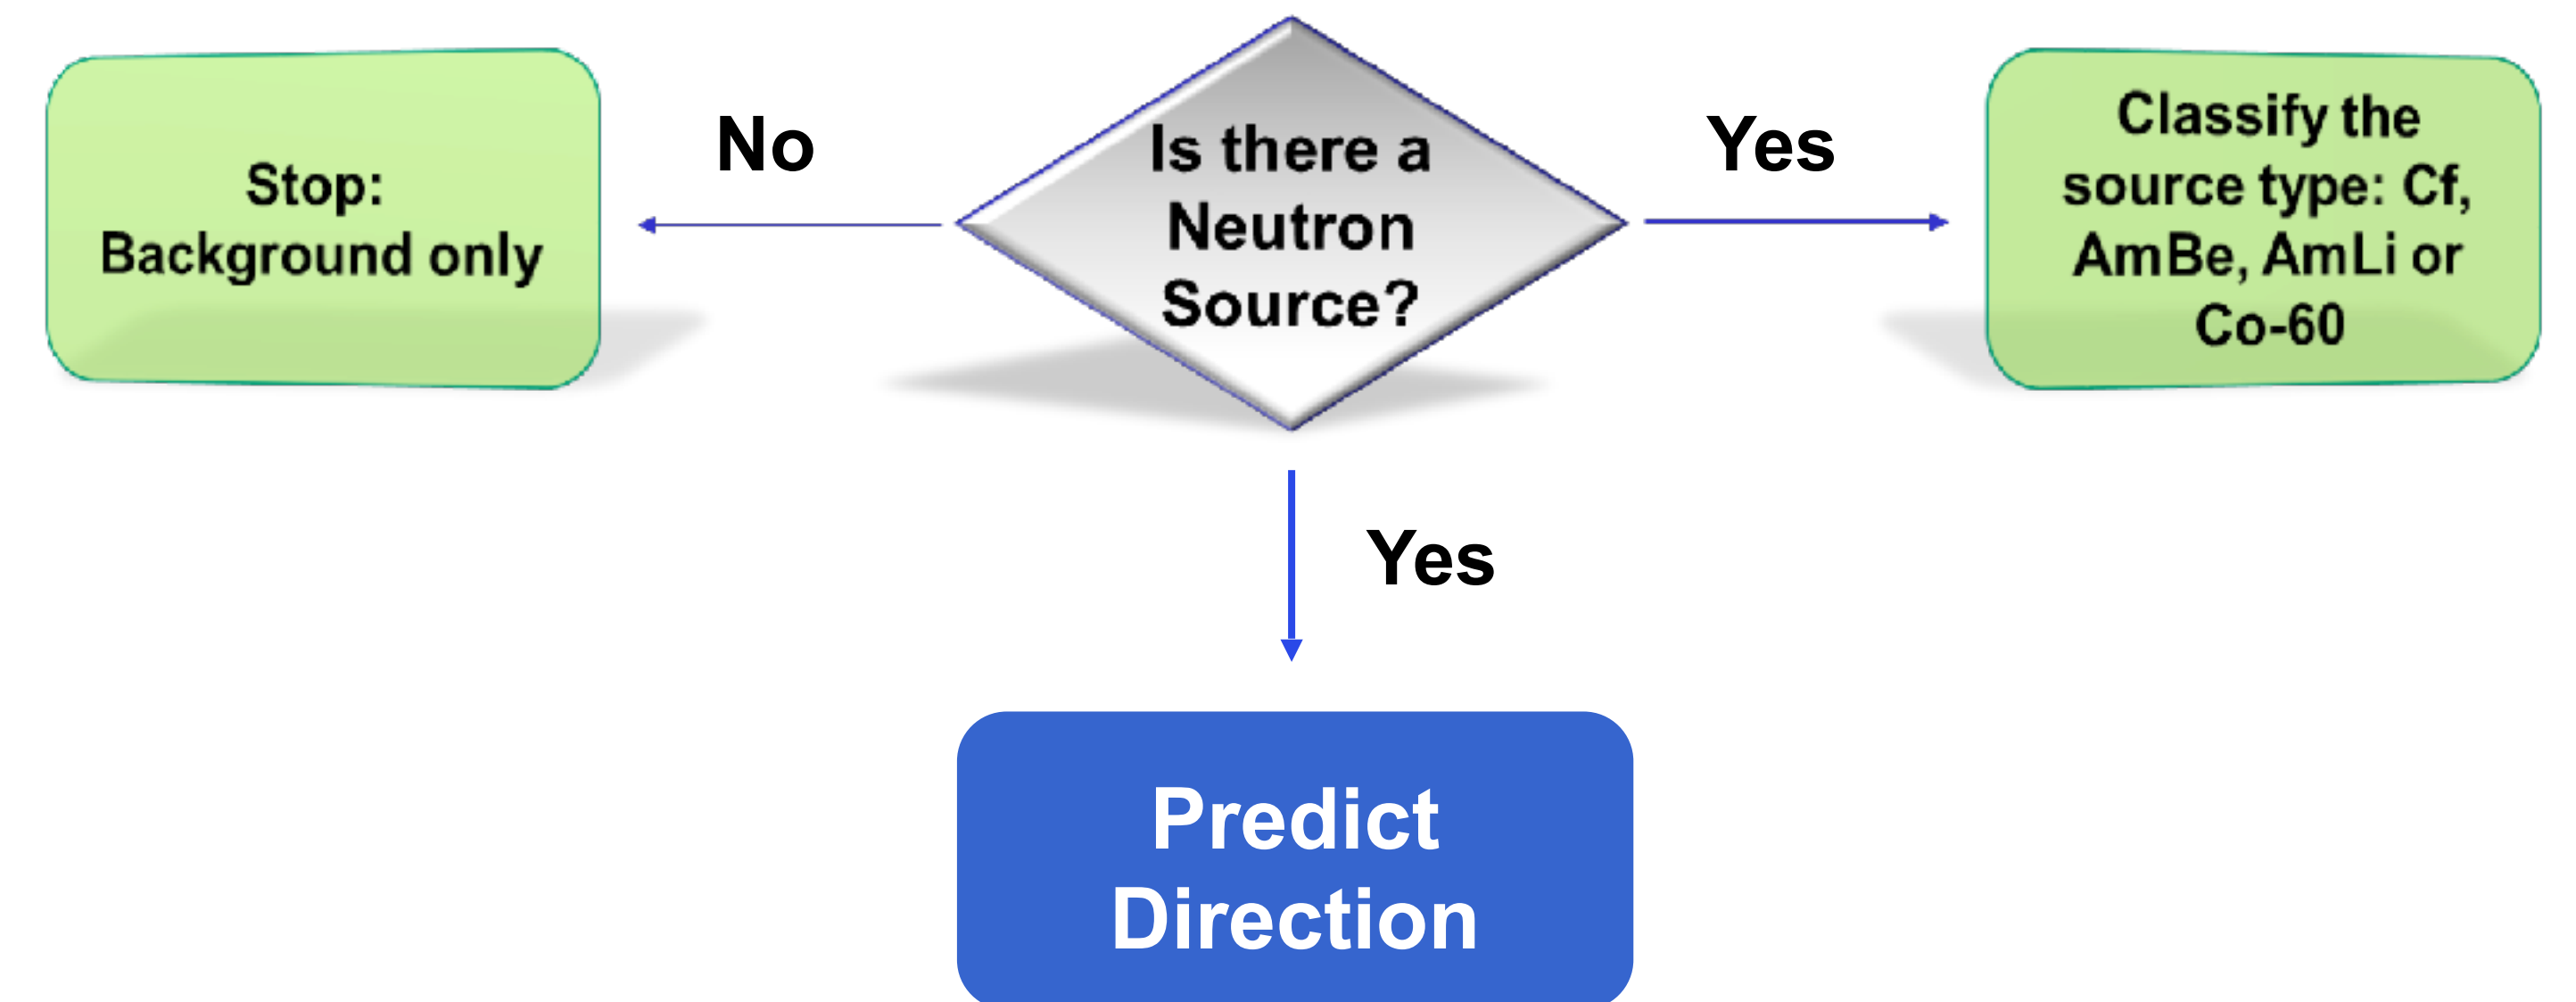 Stop:
Background only
No
Is there a
Neutron
Source?
Yes
Classify the
source type: Cf,
AmBe, AmLi or
Co-60
Yes
Predict
Direction